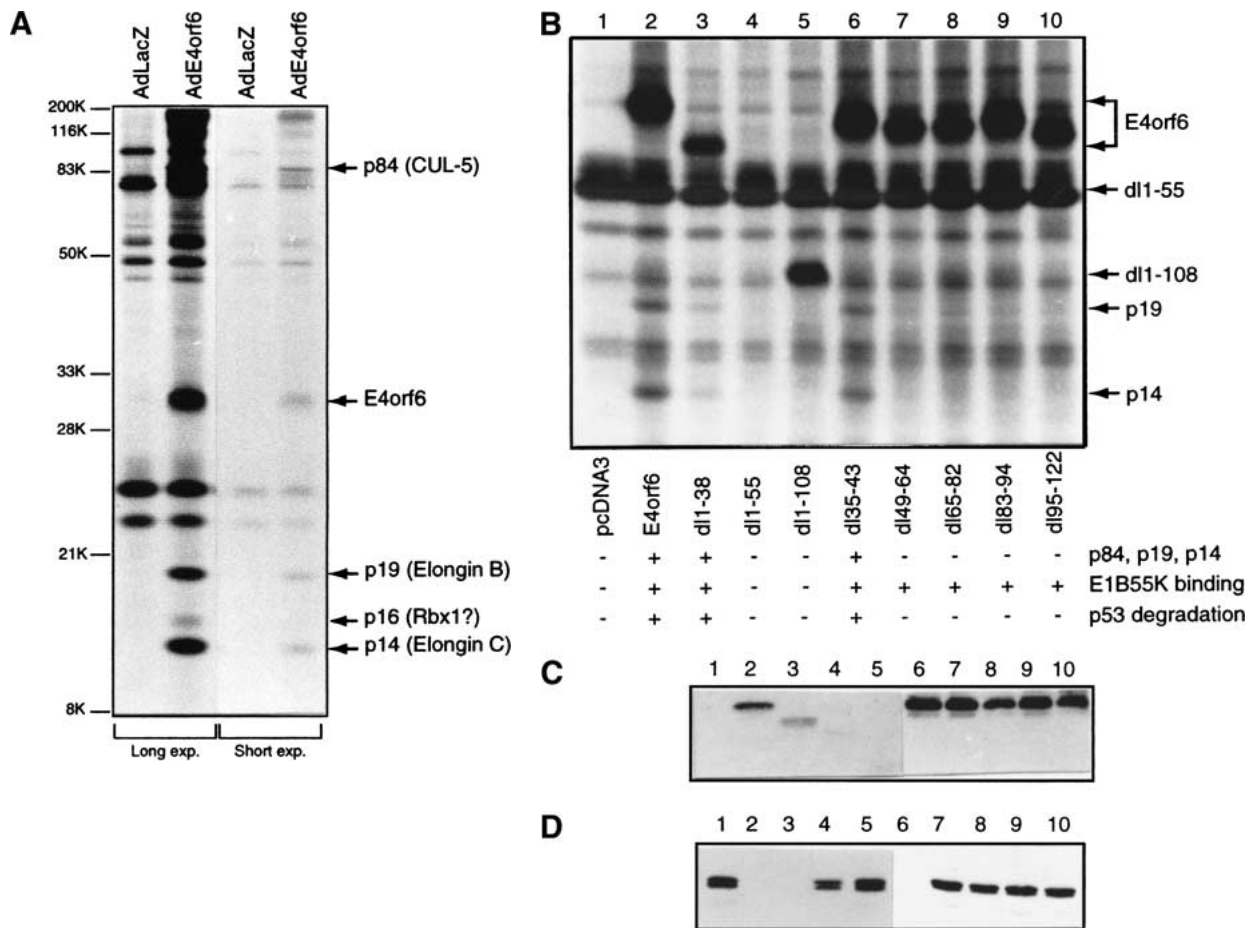 A
AdLacZ
AdE4orf6
AdLacZ
AdE4orf6
200K
116K
83K
50K
33K
28K
21K
8K
p84 (CUL-5)
E4orf6
p19 (Elongin B)
p16 (Rbx1?)
p14 (Elongin C)
Long exp.
Short exp.
B
1 2 3 4 5 6 7 8 9 10
E4orf6
dl1-55
dl1-108
p19
p14
pcDNA3
E4orf6
dl1-38
dl1-55
dl1-108
dl35-43
dl49-64
dl65-82
dl83-94
dl95-122
- + + - - + - - - - p84, p19, p14
- + + - - + + + + + E1B55K binding
- + + - - + - - - - p53 degradation
C
1 2 3 4 5 6 7 8 9 10
D
1 2 3 4 5 6 7 8 9 10